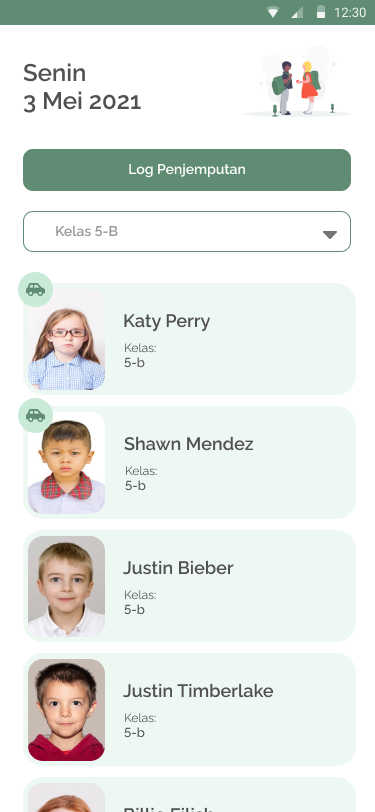 12:30
Senin
3 Mei 2021
Log Penjemputan
Kelas 5-B
Katy Perry
Kelas:
5-b
Shawn Mendez
Kelas:
5-b
Justin Bieber
Kelas:
5-b
Justin Timberlake
Kelas:
5-b